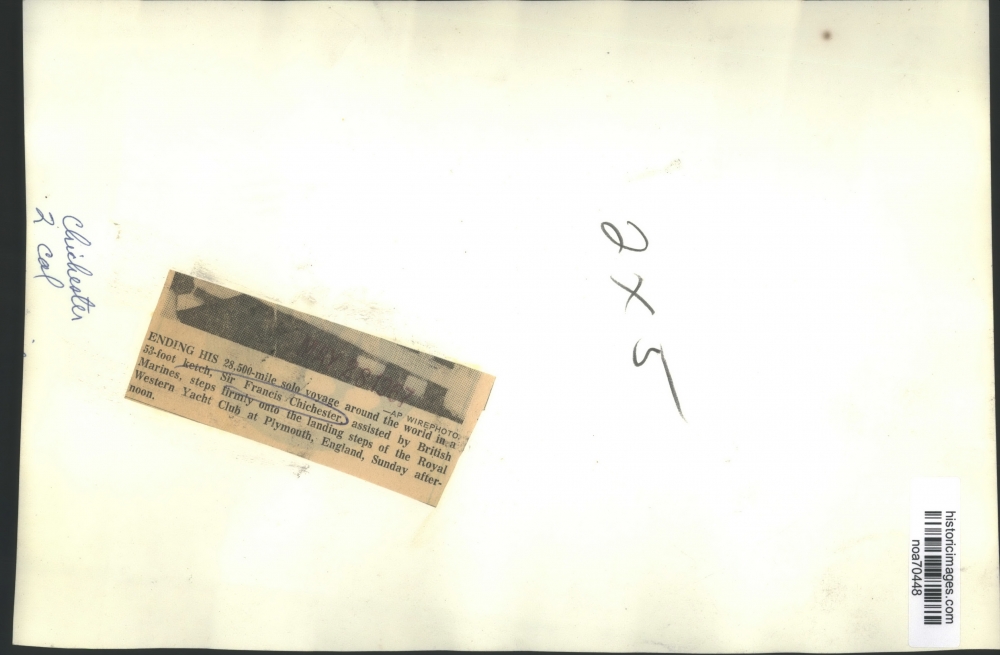 Chichester
2 col
—AP WIREPHOTO.
ENDING HIS 28,500-mile solo voyage around the world in a
53-foot ketch, Sir Francis Chichester, assisted by British
Marines, steps firmly onto the landing steps of the Royal
Western Yacht Club at Plymouth, England, Sunday after-
noon.
2 x 5
historicimages.com
noa70448